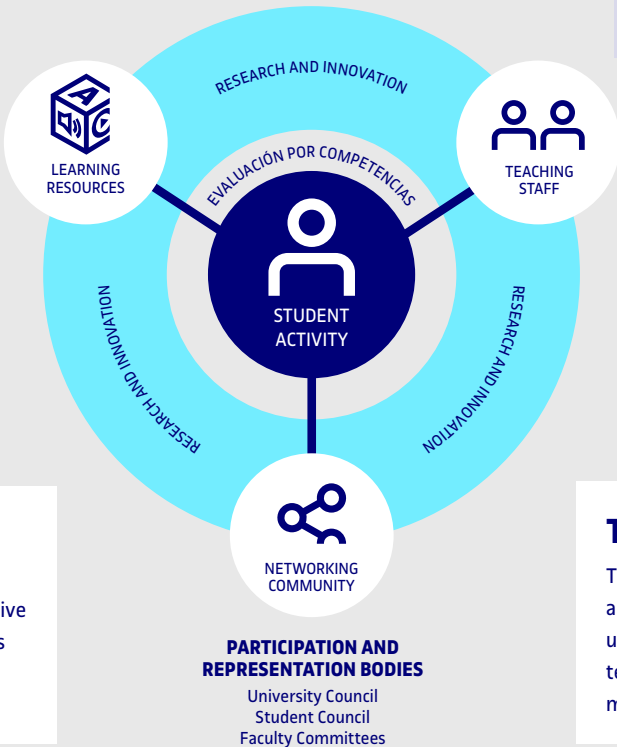 RESEARCH AND INNOVATION
EVALUACIÓN POR COMPETENCIAS
LEARNING
RESOURCES
TEACHING
STAFF
STUDENT
ACTIVITY
RESEARCH AND INNOVATION
RESEARCH AND INNOVATION
NETWORKING
COMMUNITY
PARTICIPATION AND
REPRESENTATION BODIES
University Council
Student Council
Faculty Committees